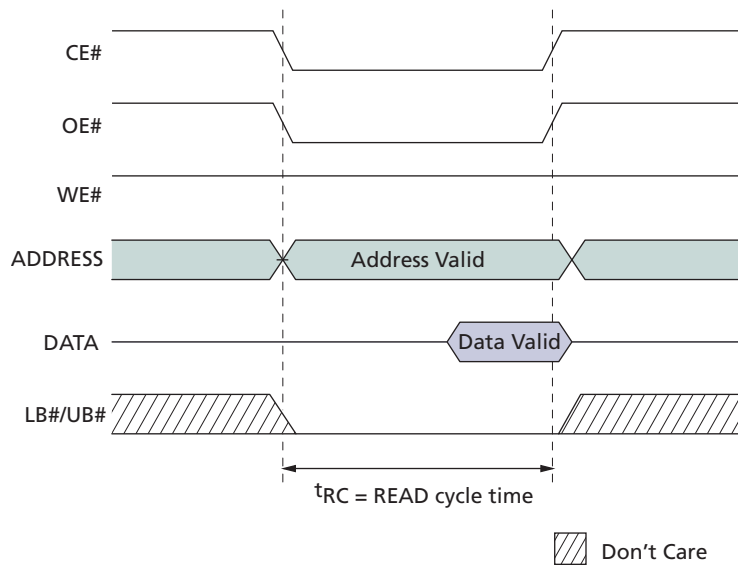 CE#
OE#
WE#
ADDRESS
Address Valid
DATA
Data Valid
LB#/UB#
tRC = READ cycle time
Don't Care